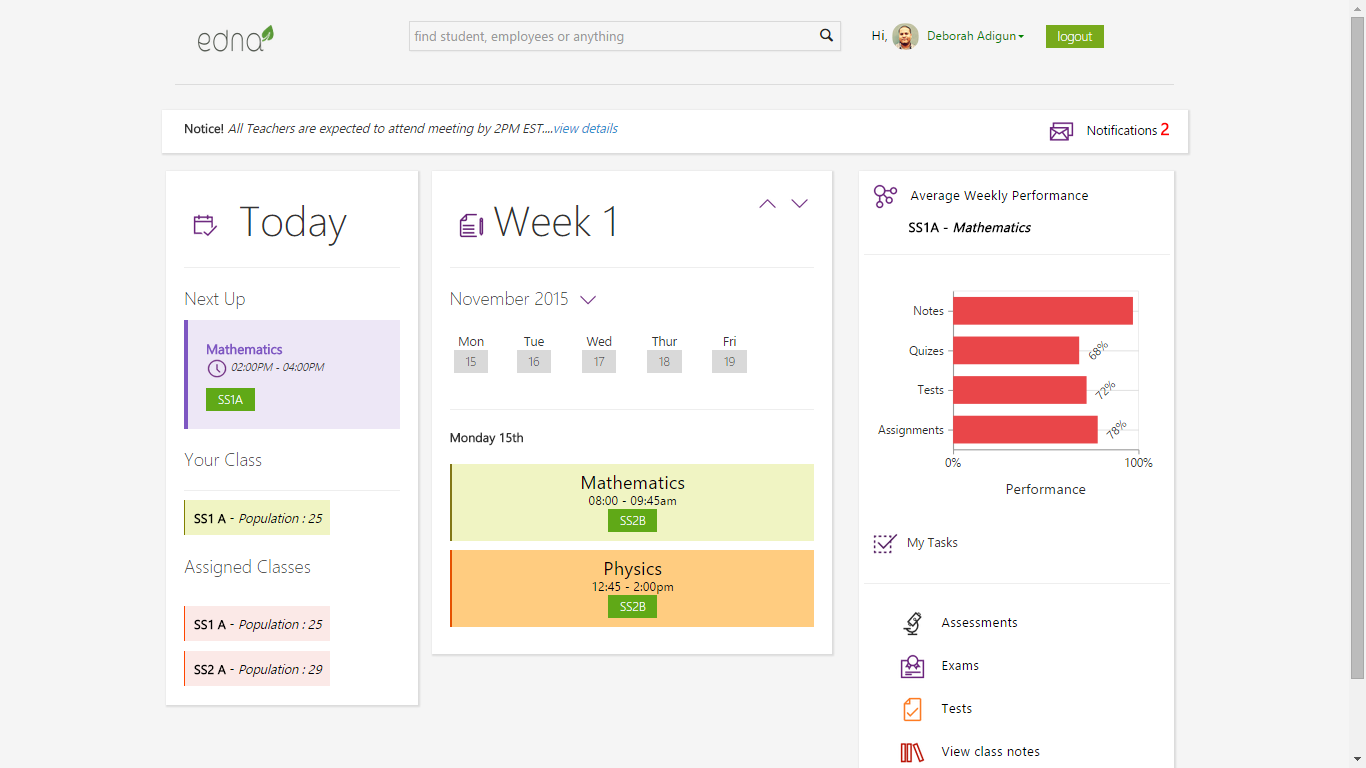 edna
find student, employees or anything
Hi, Deborah Adigun
logout
Notice! All Teachers are expected to attend meeting by 2PM EST....view details
Notifications 2
Today
Next Up
Mathematics
02:00PM - 04:00PM
SS1A
Your Class
SS1 A - Population : 25
Assigned Classes
SS1 A - Population : 25
SS2 A - Population : 29
Week 1
November 2015
Mon Tue Wed Thur Fri
15 16 17 18 19
Monday 15th
Mathematics
08:00 - 09:45am
SS2B
Physics
12:45 - 2:00pm
SS2B
Average Weekly Performance
SS1A - Mathematics
Notes
Quizes 68%
Tests 72%
Assignments 78%
0% 100%
Performance
My Tasks
Assessments
Exams
Tests
View class notes